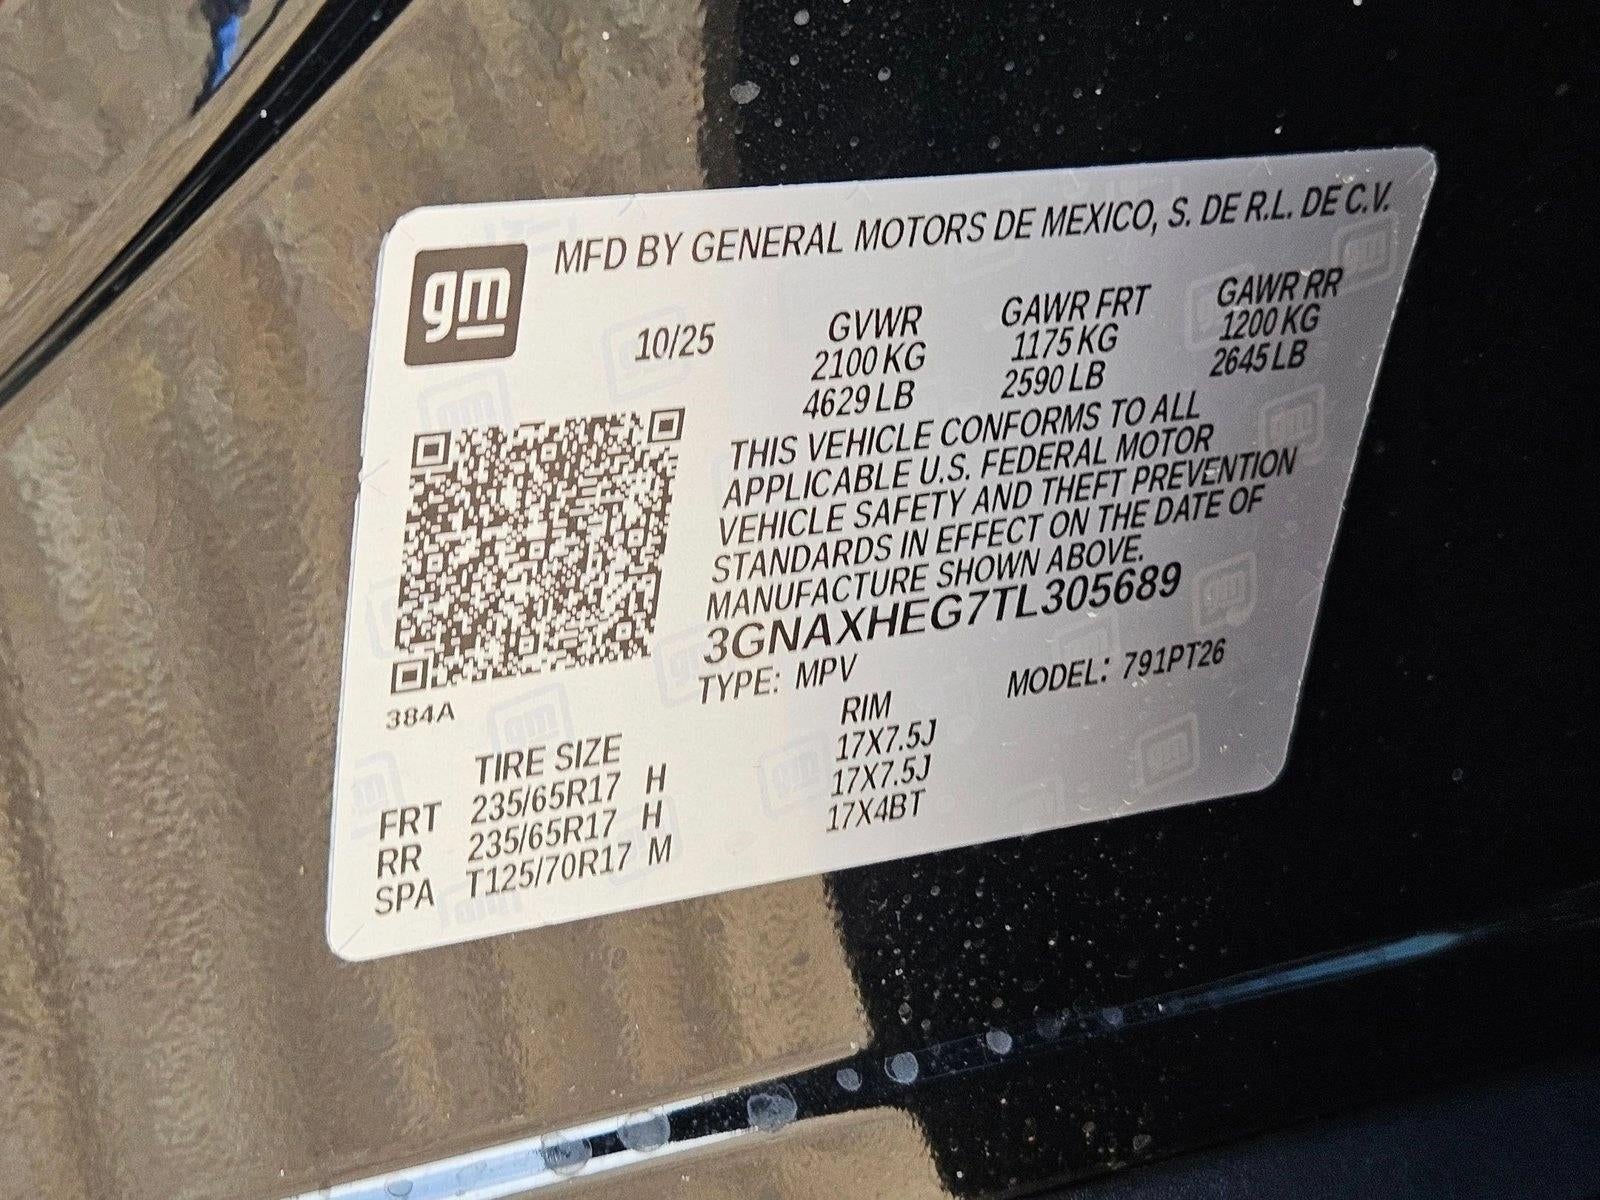 gm
MFD BY GENERAL MOTORS DE MEXICO, S. DE R.L. DE C.V.
10/25 GVWR GAWR FRT GAWR RR
2100 KG 1175 KG 1200 KG
4629 LB 2590 LB 2645 LB
THIS VEHICLE CONFORMS TO ALL
APPLICABLE U.S. FEDERAL MOTOR
VEHICLE SAFETY AND THEFT PREVENTION
STANDARDS IN EFFECT ON THE DATE OF
MANUFACTURE SHOWN ABOVE.
3GNAXHEG7TL305689
TYPE: MPV MODEL: 791PT26
384A
TIRE SIZE RIM
FRT 235/65R17 H 17X7.5J
RR 235/65R17 H 17X7.5J
SPA T125/70R17 M 17X4BT